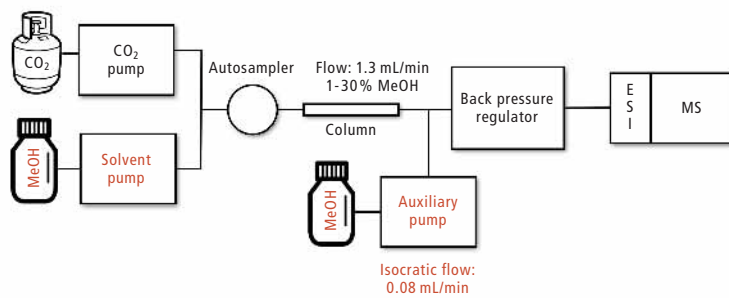 CO₂
CO₂
pump
MeOH
Solvent
pump
Autosampler
Flow: 1.3 mL/min
1-30% MeOH
Column
MeOH
Auxiliary
pump
Isocratic flow:
0.08 mL/min
Back pressure
regulator
E
S
I
MS